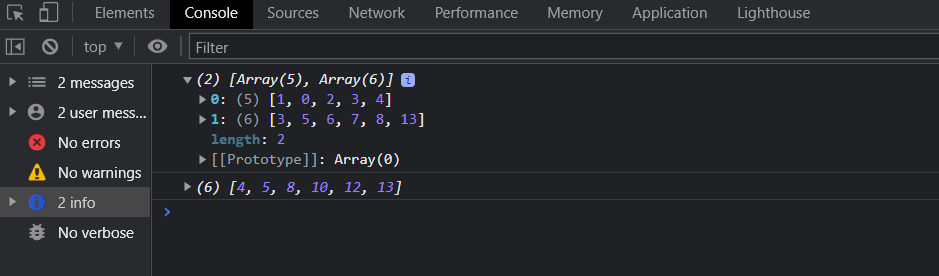 Elements Console Sources Network Performance Memory Application Lighthouse
top Filter
2 messages
2 user mess...
No errors
No warnings
2 info
No verbose
(2) [Array(5), Array(6)] i
0: (5) [1, 0, 2, 3, 4]
1: (6) [3, 5, 6, 7, 8, 13]
length: 2
[[Prototype]]: Array(0)
(6) [4, 5, 8, 10, 12, 13]